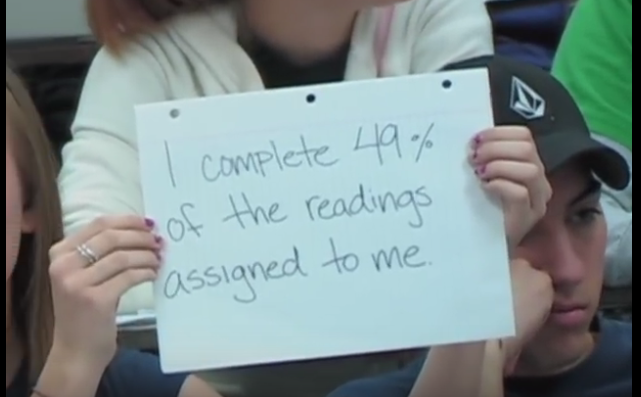 I complete 49%
of the readings
assigned to me.